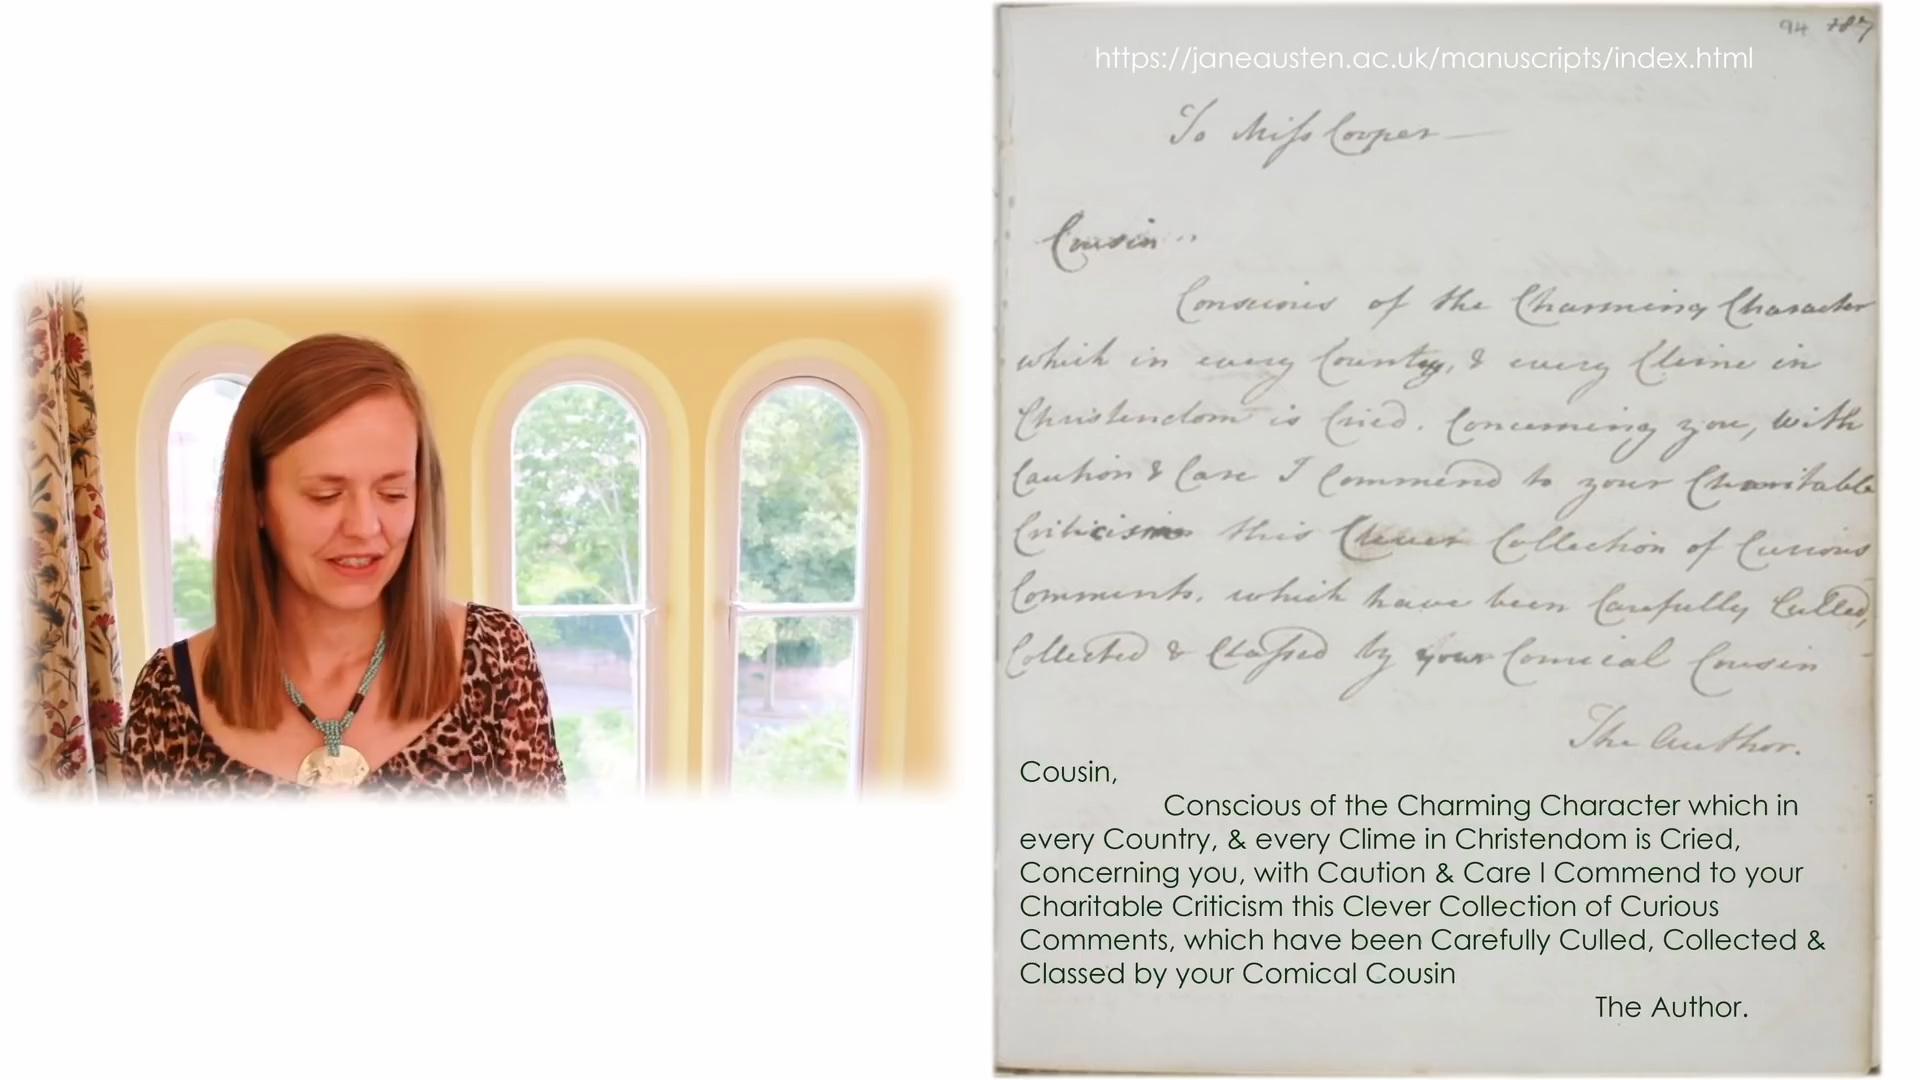 94 787
https://janeausten.ac.uk/manuscripts/index.html
To Miss Cooper
Cousin
Conscious of the Charming Character
which in every Country, & every Clime in
Christendom is Cried, Concerning you, with
Caution & Care I Commend to your Charitable
Criticism this Clever Collection of Curious
Comments, which have been Carefully Culled,
Collected & Classed by your Comical Cousin
The Author.
Cousin,
Conscious of the Charming Character which in
every Country, & every Clime in Christendom is Cried,
Concerning you, with Caution & Care I Commend to your
Charitable Criticism this Clever Collection of Curious
Comments, which have been Carefully Culled, Collected &
Classed by your Comical Cousin
The Author.